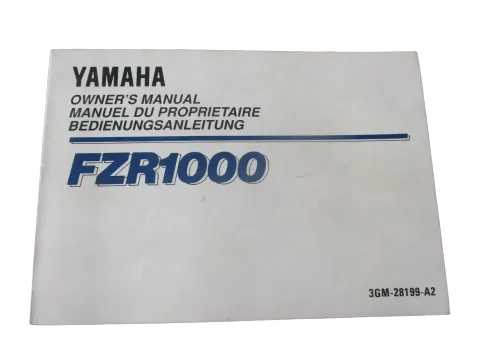 YAMAHA
OWNER'S MANUAL
MANUEL DU PROPRIETAIRE
BEDIENUNGSANLEITUNG
FZR1000
3GM-28199-A2